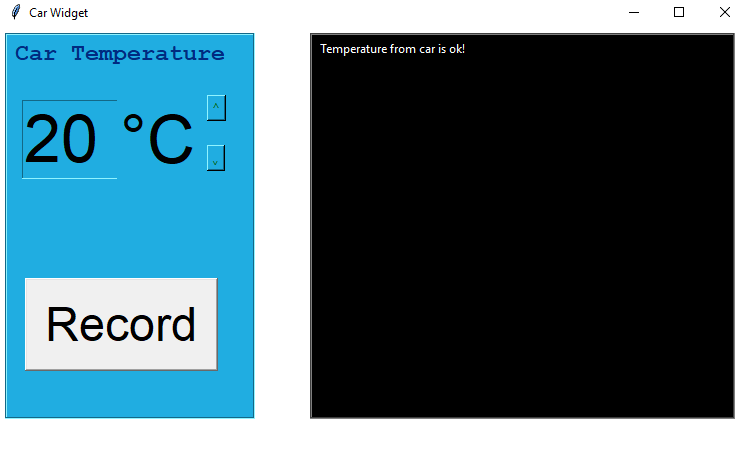 Car Widget
Car Temperature
20 °C
^
v
Record
Temperature from car is ok!